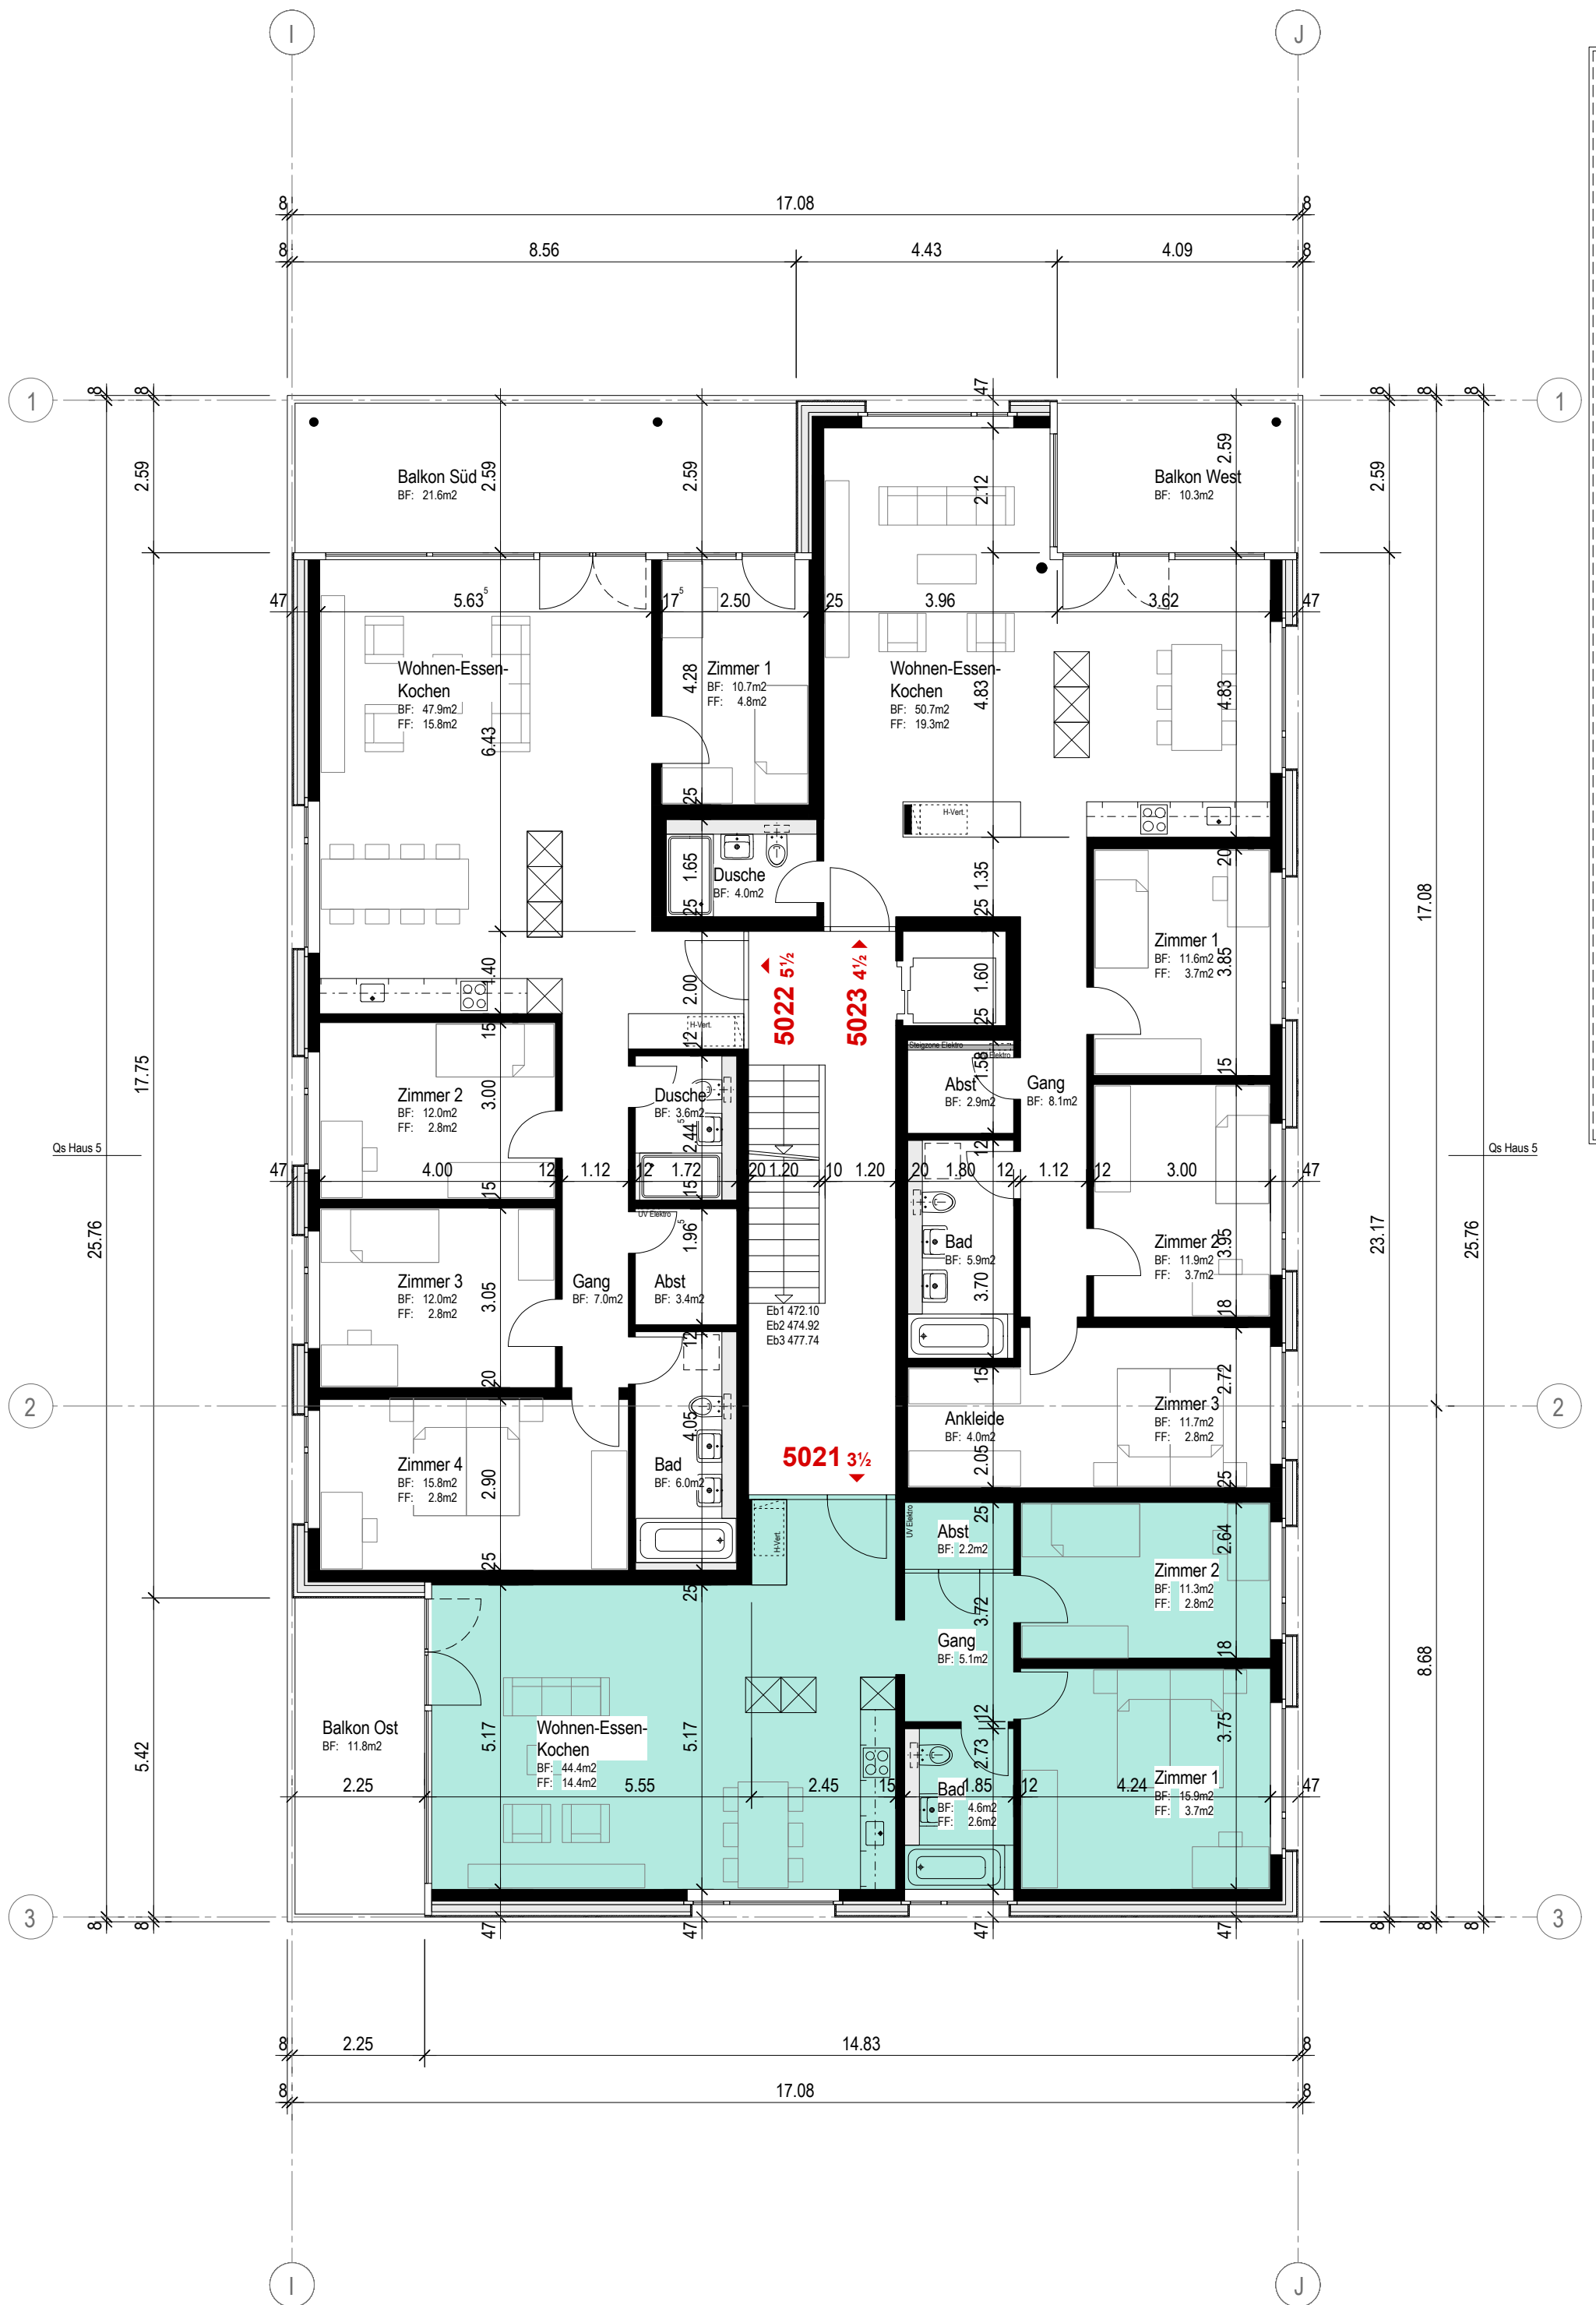 I
J
8
17.08
8
8
8.56
4.43
4.09
8
1
1
8
8
47
8
8
8
2.59
Balkon Süd
BF: 21.6m2
2.59
2.59
2.12
Balkon West
BF: 10.3m2
2.59
2.59
47
5.63⁵
17⁵
2.50
25
3.96
3.62
47
Wohnen-Essen-
Kochen
BF: 47.9m2
FF: 15.8m2
6.43
4.28
Zimmer 1
BF: 10.7m2
FF: 4.8m2
Wohnen-Essen-
Kochen
BF: 50.7m2
FF: 19.3m2
4.83
4.83
25
H-Vert.
1.65
Dusche
BF: 4.0m2
25
1.35
25
20
17.08
1.40
2.00
5022 5½
5023 4½
1.60
25
Zimmer 1
BF: 11.6m2
FF: 3.7m2
3.85
15
H-Vert.
12
15
Steigzone Elektro
Elektro
17.75
Zimmer 2
BF: 12.0m2
FF: 2.8m2
3.00
Dusche
BF: 3.6m2
2.44⁵
Abst
BF: 2.9m2
1.58
Gang
BF: 8.1m2
Qs Haus 5
Qs Haus 5
12
47
4.00
12
1.12
12
1.72
20
1.20
10
1.20
20
1.80
12
1.12
12
3.00
47
15
15
UV Elektro
25.76
Zimmer 3
BF: 12.0m2
FF: 2.8m2
3.05
Gang
BF: 7.0m2
1.96⁵
Abst
BF: 3.4m2
Bad
BF: 5.9m2
3.70
Zimmer 2
BF: 11.9m2
FF: 3.7m2
3.95
18
23.17
25.76
Eb1 472.10
Eb2 474.92
Eb3 477.74
12
20
15
2
2
Zimmer 4
BF: 15.8m2
FF: 2.8m2
2.90
4.05
Bad
BF: 6.0m2
5021 3½
Ankleide
BF: 4.0m2
2.05
Zimmer 3
BF: 11.7m2
FF: 2.8m2
2.72
25
25
25
H-Vert.
UV Elektro
25
Abst
BF: 2.2m2
2.64
Zimmer 2
BF: 11.3m2
FF: 2.8m2
3.72
Gang
BF: 5.1m2
18
8.68
12
5.42
Balkon Ost
BF: 11.8m2
5.17
Wohnen-Essen-
Kochen
BF: 44.4m2
FF: 14.4m2
5.17
2.73
3.75
2.25
5.55
2.45
15
Bad
BF: 4.6m2
FF: 2.6m2
1.85
12
4.24
Zimmer 1
BF: 15.9m2
FF: 3.7m2
47
3
3
8
8
47
47
47
47
8
8
8
8
2.25
14.83
8
8
17.08
8
I
J